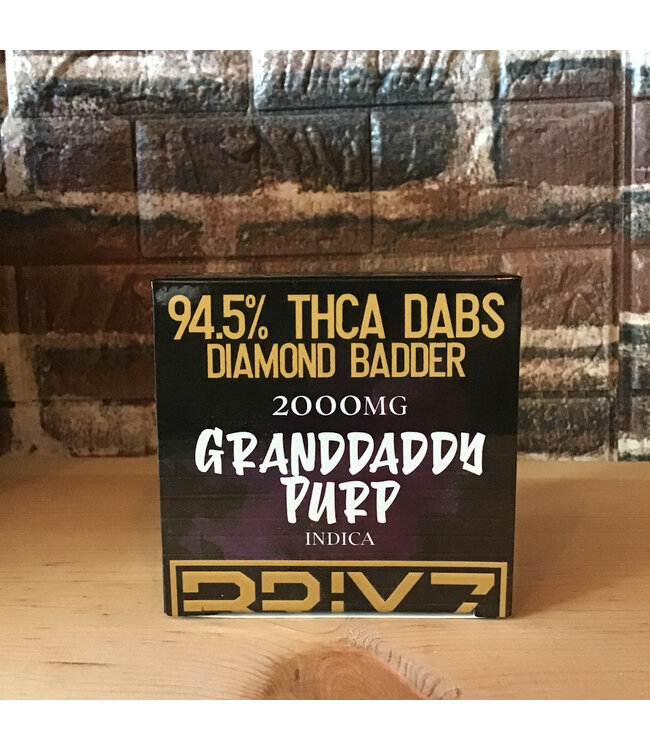 94.5% THCA DABS
DIAMOND BADDER
2000MG
GRANDDADDY
PURP
INDICA